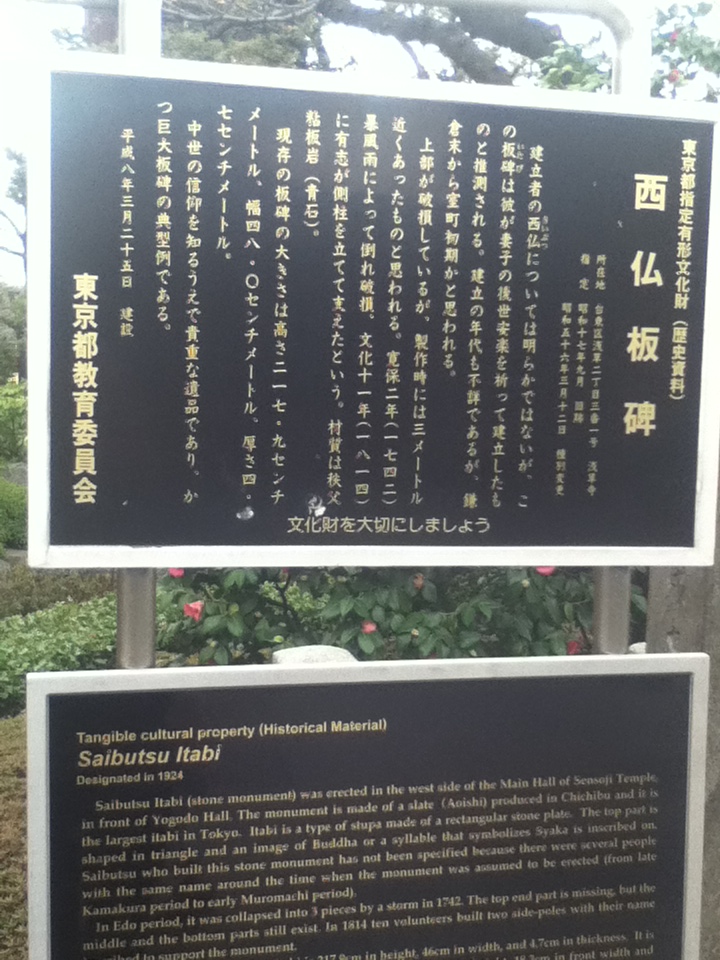 東京都指定有形文化財（歴史資料）
西仏板碑
所在地　台東区浅草二丁目三番一号　浅草寺
指　定　昭和十七年九月　旧跡
昭和五十六年三月十二日　種別変更
建立者の西仏については明らかではないが、こ
の板碑は彼が妻子の後世安楽を祈って建立したも
のと推測される。建立の年代も不詳であるが、鎌
倉末から室町初期かと思われる。
上部が破損しているが、製作時には三メートル
近くあったものと思われる。寛保二年（一七四二）
暴風雨によって倒れ破損、文化十一年（一八一四）
に有志が側柱を立てて支えたという。材質は秩父
粘板岩（青石）。
現存の板碑の大きさは高さ二一七・九センチ
メートル、幅四八・〇センチメートル、厚さ四・
七センチメートル。
中世の信仰を知るうえで貴重な遺品であり、か
つ巨大板碑の典型例である。
平成八年三月二十五日　建設
東京都教育委員会
文化財を大切にしましょう
Tangible cultural property (Historical Material)
Saibutsu Itabi
Designated in 1924
Saibutsu Itabi (stone monument) was erected in the west side of the Main Hall of Sensoji Temple,
in front of Yogodo Hall. The monument is made of a slate (Aoishi) produced in Chichibu and it is
the largest itabi in Tokyo. Itabi is a type of stupa made of a rectangular stone plate. The top part is
shaped in triangle and an image of Buddha or a syllable that symbolizes Syaka is inscribed on.
Saibutsu who built this stone monument has not been specified because there were several people
with the same name around the time when the monument was assumed to be erected (from late
Kamakura period to early Muromachi period).
In Edo period, it was collapsed into 3 pieces by a storm in 1742. The top end part is missing, but the
middle and the bottom parts still exist. In 1814 ten volunteers built two side-poles with their name
to support the monument.
217.9cm in height, 46cm in width, and 4.7cm in thickness. It is
18.3cm in front width and